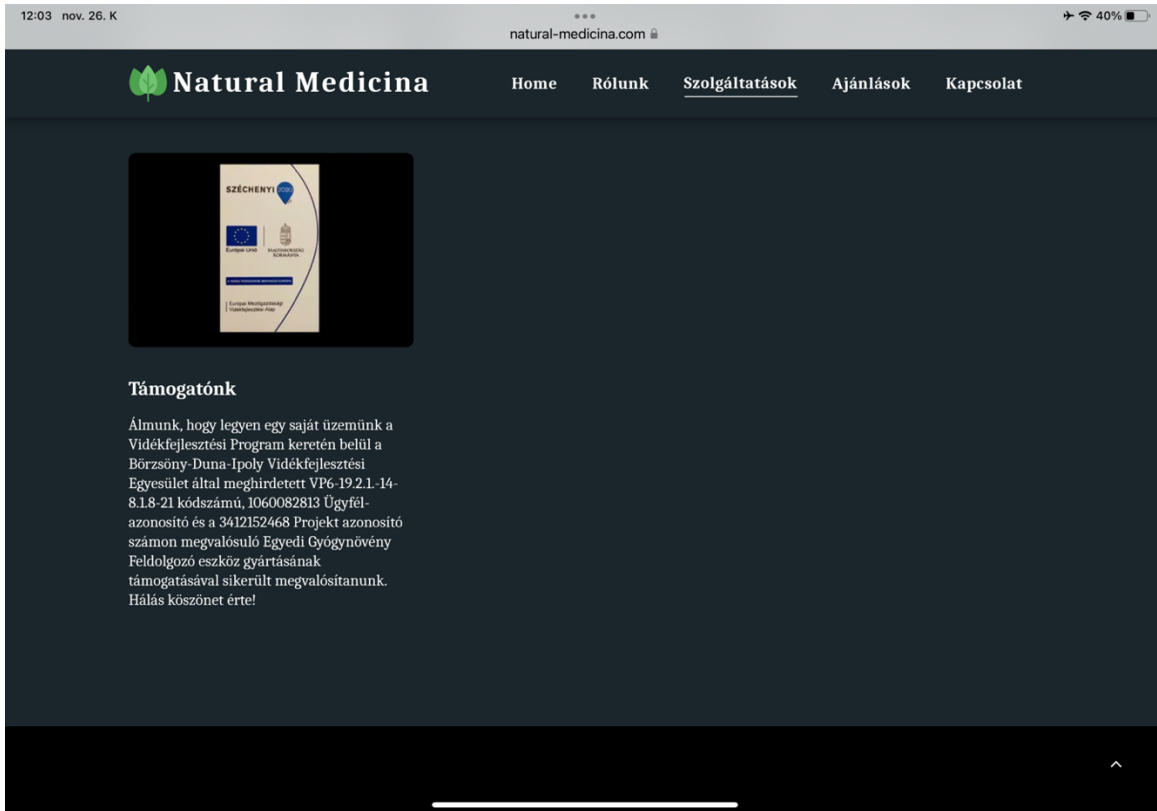 12:03 nov. 26. K
40%
natural-medicina.com
Natural Medicina
Home Rólunk Szolgáltatások Ajánlások Kapcsolat
SZÉCHENYI 2020
Európai Unió
MAGYARORSZÁG
KORMÁNYA
Európai Mezőgazdasági
Vidékfejlesztési Alap
Támogatónk
Álmunk, hogy legyen egy saját üzemünk a
Vidékfejlesztési Program keretén belül a
Börzsöny-Duna-Ipoly Vidékfejlesztési
Egyesület által meghirdetett VP6-19.2.1.-14-
8.1.8-21 kódszámú, 1060082813 Ügyfél-
azonosító és a 3412152468 Projekt azonosító
számon megvalósuló Egyedi Gyógynövény
Feldolgozó eszköz gyártásának
támogatásával sikerült megvalósítanunk.
Hálás köszönet érte!